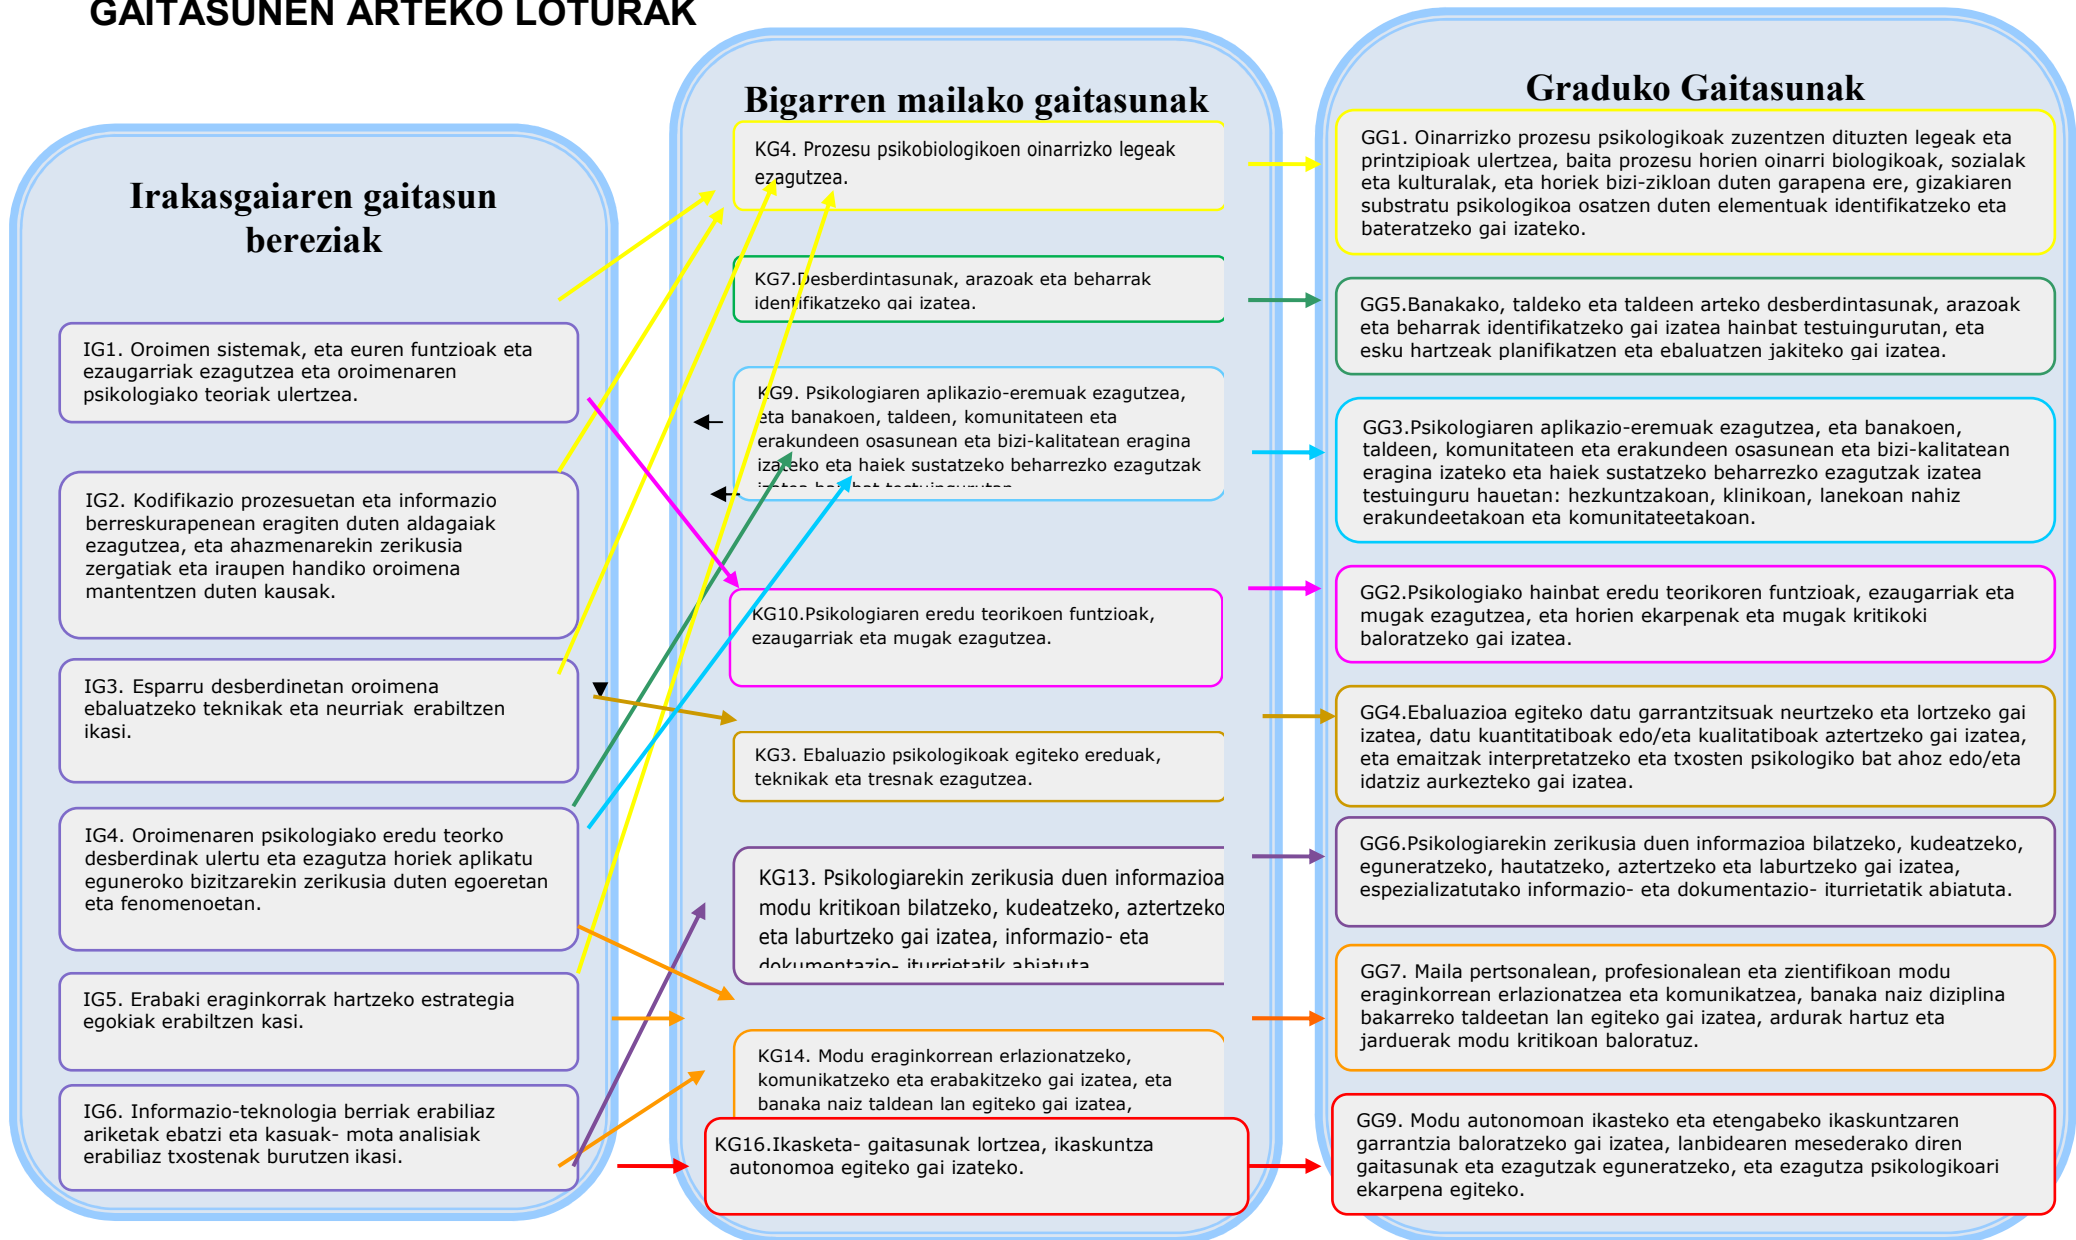 GAITASUNEN ARTEKO LOTURAK
Irakasgaiaren gaitasun
bereziak
IG1. Oroimen sistemak, eta euren funtzioak eta
ezaugarriak ezagutzea eta oroimenaren
psikologiako teoriak ulertzea.
IG2. Kodifikazio prozesuetan eta informazio
berreskurapenean eragiten duten aldagaiak
ezagutzea, eta ahazmenarekin zerikusia
zergatiak eta iraupen handiko oroimena
mantentzen duten kausak.
IG3. Esparru desberdinetan oroimena
ebaluatzeko teknikak eta neurriak erabiltzen
ikasi.
IG4. Oroimenaren psikologiako eredu teorko
desberdinak ulertu eta ezagutza horiek aplikatu
eguneroko bizitzarekin zerikusia duten egoeretan
eta fenomenoetan.
IG5. Erabaki eraginkorrak hartzeko estrategia
egokiak erabiltzen kasi.
IG6. Informazio-teknologia berriak erabiliaz
ariketak ebatzi eta kasuak- mota analisiak
erabiliaz txostenak burutzen ikasi.
Bigarren mailako gaitasunak
KG4. Prozesu psikobiologikoen oinarrizko legeak
ezagutzea.
KG7.Desberdintasunak, arazoak eta beharrak
identifikatzeko gai izatea.
KG9. Psikologiaren aplikazio-eremuak ezagutzea,
eta banakoen, taldeen, komunitateen eta
erakundeen osasunean eta bizi-kalitatean eragina
izateko eta haiek sustatzeko beharrezko ezagutzak
izatea hainbat testuingurutan.
KG10.Psikologiaren eredu teorikoen funtzioak,
ezaugarriak eta mugak ezagutzea.
KG3. Ebaluazio psikologikoak egiteko ereduak,
teknikak eta tresnak ezagutzea.
KG13. Psikologiarekin zerikusia duen informazioa
modu kritikoan bilatzeko, kudeatzeko, aztertzeko
eta laburtzeko gai izatea, informazio- eta
dokumentazio- iturrietatik abiatuta.
KG14. Modu eraginkorrean erlazionatzeko,
komunikatzeko eta erabakitzeko gai izatea, eta
banaka naiz taldean lan egiteko gai izatea,
KG16.Ikasketa- gaitasunak lortzea, ikaskuntza
autonomoa egiteko gai izateko.
Graduko Gaitasunak
GG1. Oinarrizko prozesu psikologikoak zuzentzen dituzten legeak eta
printzipioak ulertzea, baita prozesu horien oinarri biologikoak, sozialak
eta kulturalak, eta horiek bizi-zikloan duten garapena ere, gizakiaren
substratu psikologikoa osatzen duten elementuak identifikatzeko eta
bateratzeko gai izateko.
GG5.Banakako, taldeko eta taldeen arteko desberdintasunak, arazoak
eta beharrak identifikatzeko gai izatea hainbat testuingurutan, eta
esku hartzeak planifikatzen eta ebaluatzen jakiteko gai izatea.
GG3.Psikologiaren aplikazio-eremuak ezagutzea, eta banakoen,
taldeen, komunitateen eta erakundeen osasunean eta bizi-kalitatean
eragina izateko eta haiek sustatzeko beharrezko ezagutzak izatea
testuinguru hauetan: hezkuntzakoan, klinikoan, lanekoan nahiz
erakundeetakoan eta komunitateetakoan.
GG2.Psikologiako hainbat eredu teorikoren funtzioak, ezaugarriak eta
mugak ezagutzea, eta horien ekarpenak eta mugak kritikoki
baloratzeko gai izatea.
GG4.Ebaluazioa egiteko datu garrantzitsuak neurtzeko eta lortzeko gai
izatea, datu kuantitatiboak edo/eta kualitatiboak aztertzeko gai izatea,
eta emaitzak interpretatzeko eta txosten psikologiko bat ahoz edo/eta
idatziz aurkezteko gai izatea.
GG6.Psikologiarekin zerikusia duen informazioa bilatzeko, kudeatzeko,
eguneratzeko, hautatzeko, aztertzeko eta laburtzeko gai izatea,
espezializatutako informazio- eta dokumentazio- iturrietatik abiatuta.
GG7. Maila pertsonalean, profesionalean eta zientifikoan modu
eraginkorrean erlazionatzea eta komunikatzea, banaka naiz diziplina
bakarreko taldeetan lan egiteko gai izatea, ardurak hartuz eta
jarduerak modu kritikoan baloratuz.
GG9. Modu autonomoan ikasteko eta etengabeko ikaskuntzaren
garrantzia baloratzeko gai izatea, lanbidearen mesederako diren
gaitasunak eta ezagutzak eguneratzeko, eta ezagutza psikologikoari
ekarpena egiteko.